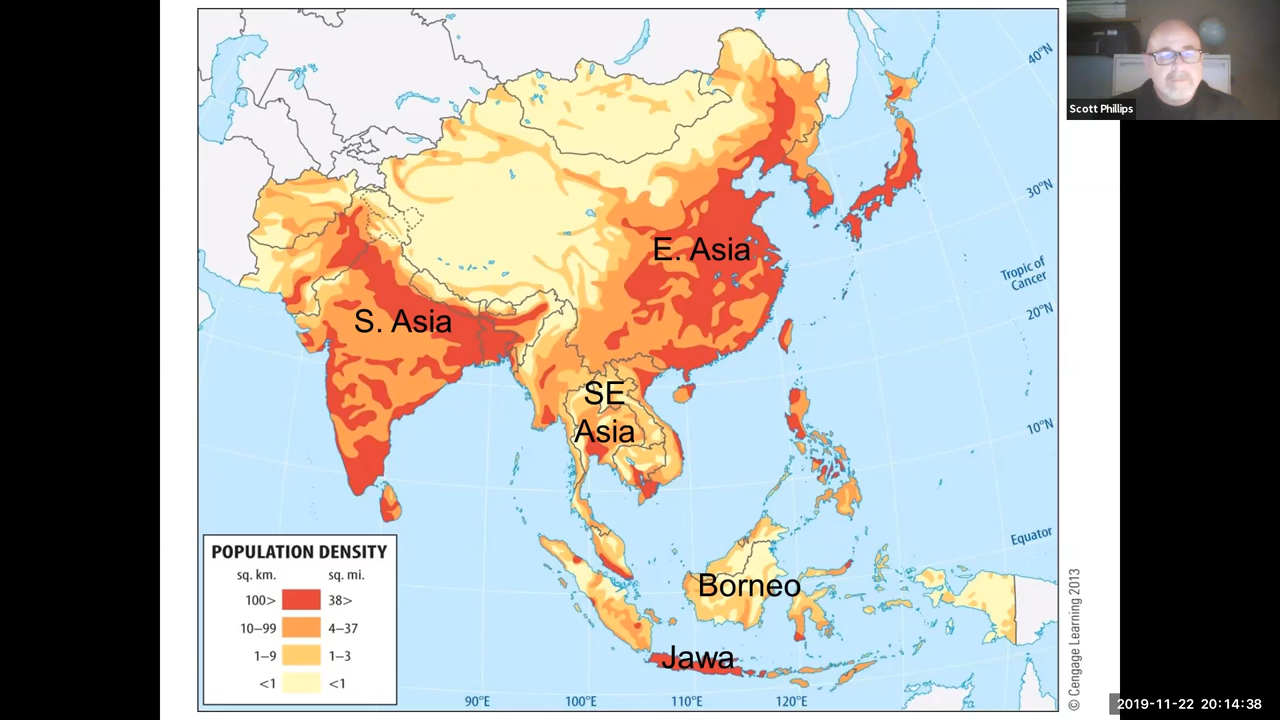 40°N
Scott Phillips
30°N
E. Asia
Tropic of
Cancer
20°N
S. Asia
SE
Asia
10°N
Equator
POPULATION DENSITY
sq. km. sq. mi.
100> 38>
10–99 4–37
1–9 1–3
<1 <1
Borneo
Jawa
90°E 100°E 110°E 120°E
© Cengage Learning 2013
2019-11-22 20:14:38